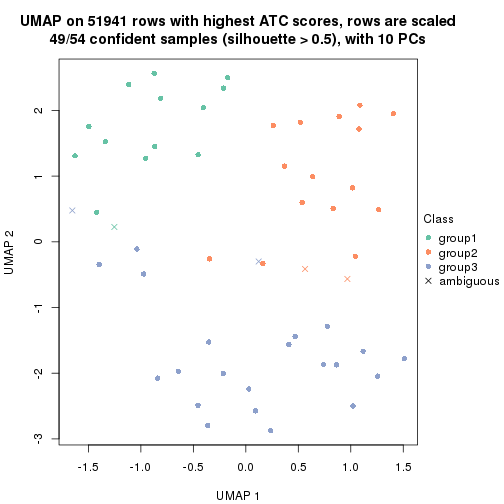 UMAP on 51941 rows with highest ATC scores, rows are scaled
49/54 confident samples (silhouette > 0.5), with 10 PCs
2
1
0
-1
-2
-3
UMAP 2
-1.5
-1.0
-0.5
0.0
0.5
1.0
1.5
UMAP 1
Class
group1
group2
group3
ambiguous